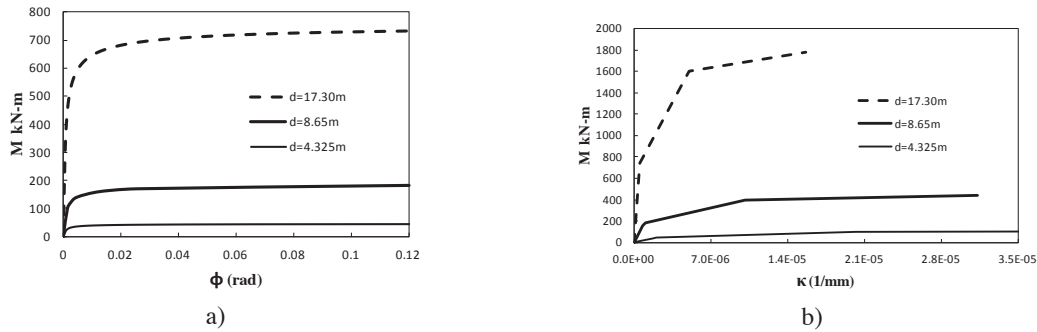 a)
800
700
600
500
400
300
200
100
0
M kN-m
d=17.30m
d=8.65m
d=4.325m
0 0.02 0.04 0.06 0.08 0.1 0.12
ϕ (rad)
a)
b)
2000
1800
1600
1400
1200
1000
800
600
400
200
0
M kN-m
d=17.30m
d=8.65m
d=4.325m
0.0E-00 7.0E-06 1.4E-05 2.1E-05 2.8E-05 3.5E-05
κ (1/mm)
b)